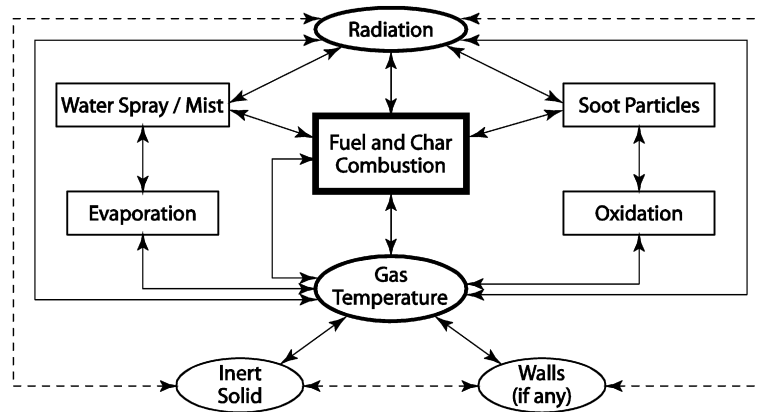 Radiation
Water Spray / Mist
Soot Particles
Fuel and Char
Combustion
Evaporation
Oxidation
Gas
Temperature
Inert
Solid
Walls
(if any)